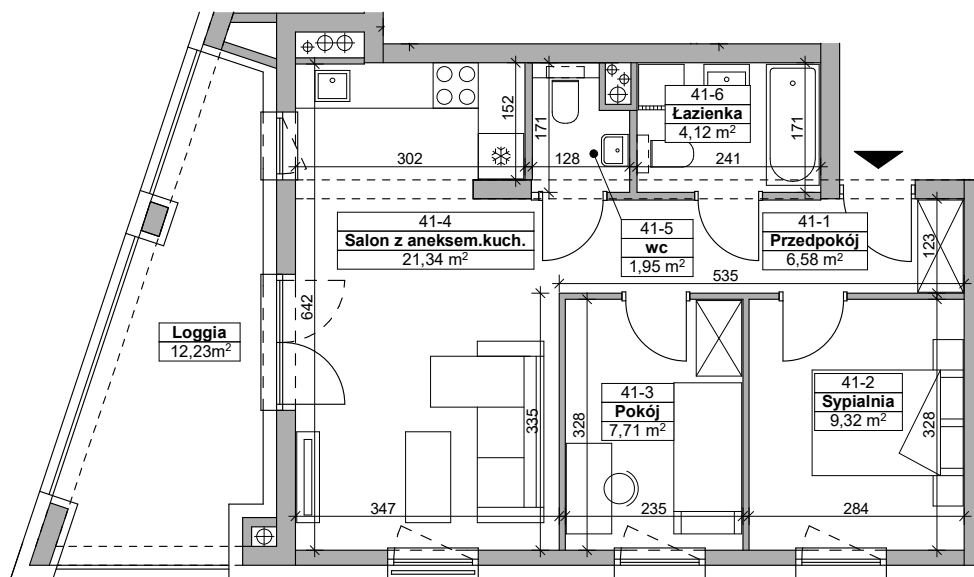 41-6
Łazienka
4,12 m²
152
171
171
302
128
241
41-4
Salon z aneksem.kuch.
21,34 m²
41-5
wc
1,95 m²
41-1
Przedpokój
6,58 m²
123
535
642
Loggia
12,23m²
335
41-3
Pokój
7,71 m²
328
41-2
Sypialnia
9,32 m²
328
347
235
284